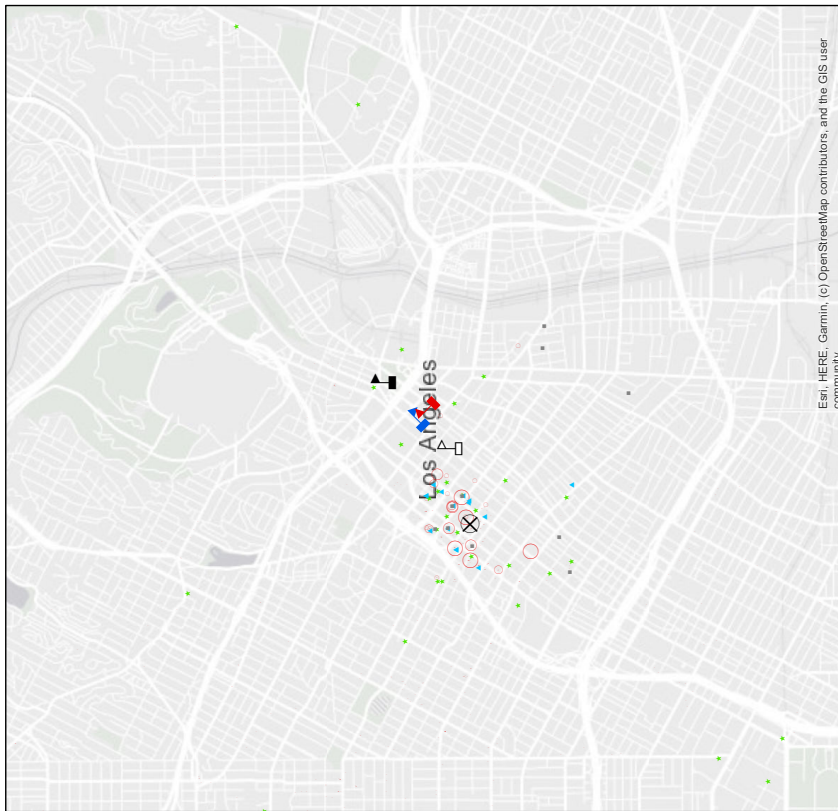 Los Angeles
Esri, HERE, Garmin, (c) OpenStreetMap contributors, and the GIS user
community